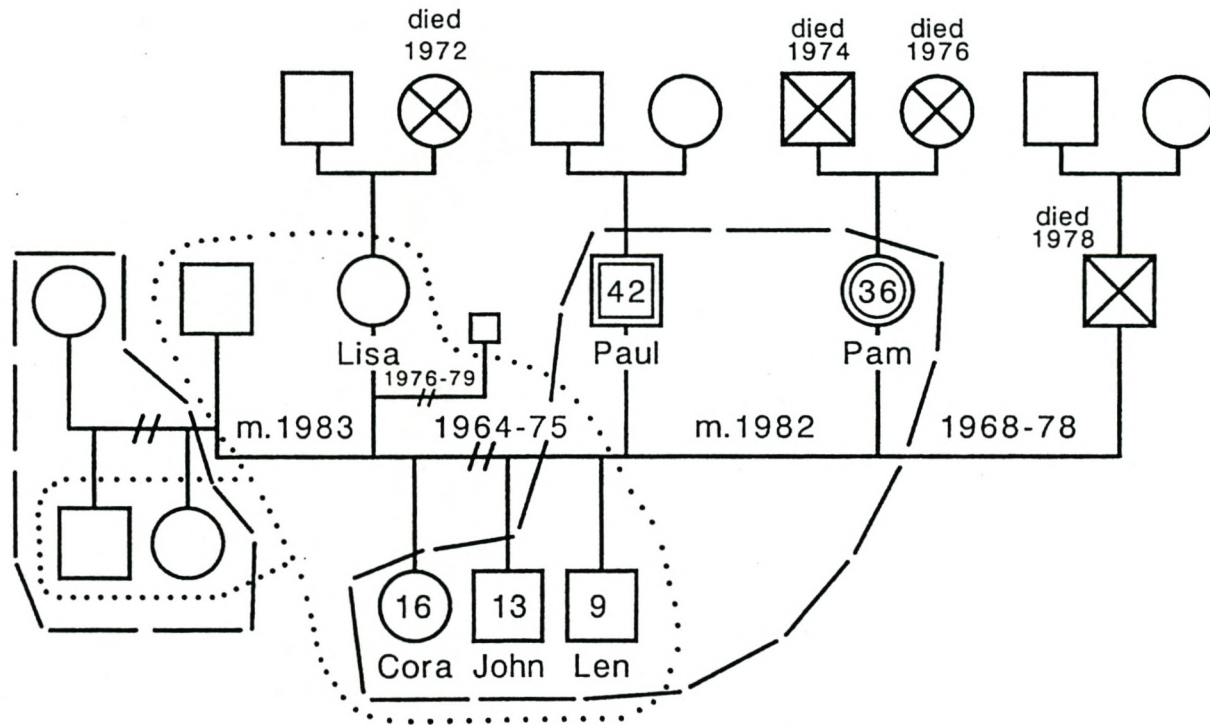 died
1972
died
1974
died
1976
died
1978
42
36
Lisa
Paul
Pam
1976-79
m.1983
1964-75
m.1982
1968-78
16
13
9
Cora
John
Len